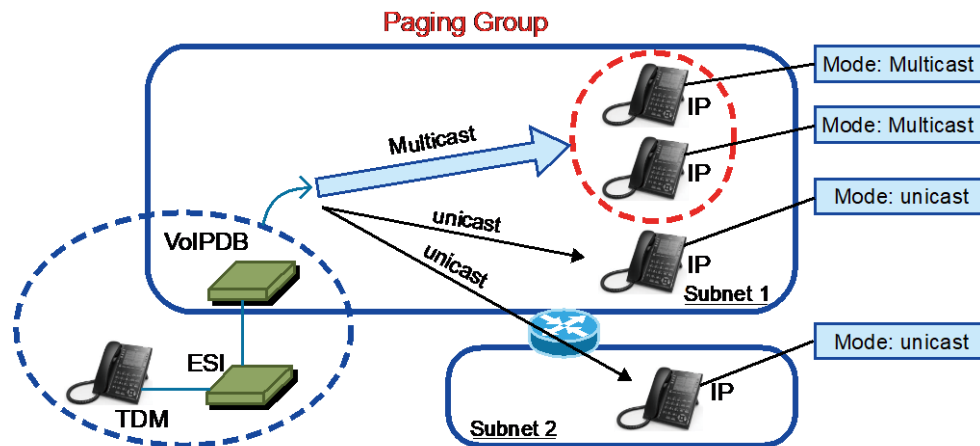 Paging Group
Mode: Multicast
IP
Multicast
Mode: Multicast
IP
unicast
Mode: unicast
VoIPDB
unicast
IP
Subnet 1
Mode: unicast
ESI
IP
TDM
Subnet 2